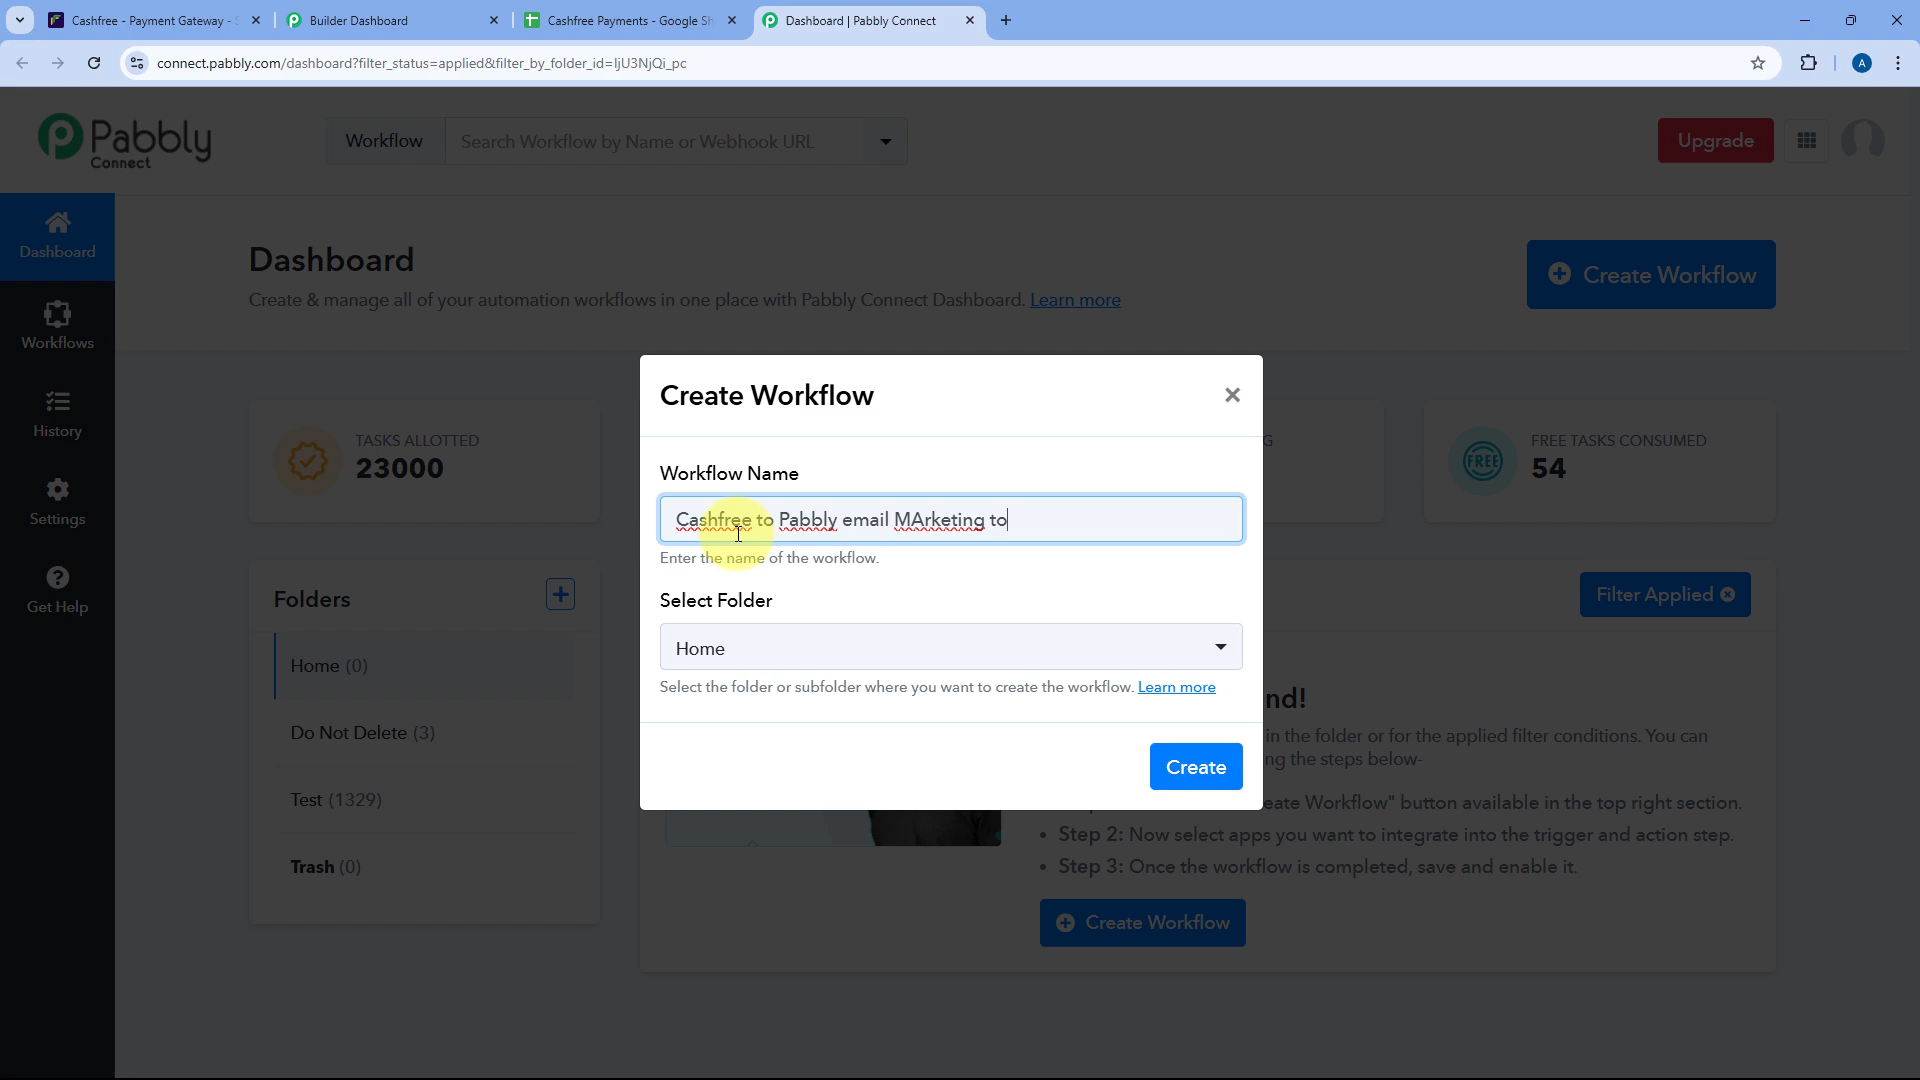 Cashfree - Payment Gateway -
Builder Dashboard
Cashfree Payments - Google Sh
Dashboard | Pabbly Connect
connect.pabbly.com/dashboard?filter_status=applied&filter_by_folder_id=IjU3NjQi_pc
A
Pabbly
Connect
Workflow
Search Workflow by Name or Webhook URL
Upgrade
Dashboard
Workflows
History
Settings
Get Help
Dashboard
Create & manage all of your automation workflows in one place with Pabbly Connect Dashboard. Learn more
Create Workflow
TASKS ALLOTTED
23000
G
FREE
FREE TASKS CONSUMED
54
Folders
Home (0)
Do Not Delete (3)
Test (1329)
Trash (0)
Create Workflow
Workflow Name
Cashfree to Pabbly email MArketing to
Enter the name of the workflow.
Select Folder
Home
Select the folder or subfolder where you want to create the workflow. Learn more
Create
Filter Applied
nd!
in the folder or for the applied filter conditions. You can
ng the steps below-
eate Workflow" button available in the top right section.
• Step 2: Now select apps you want to integrate into the trigger and action step.
• Step 3: Once the workflow is completed, save and enable it.
Create Workflow